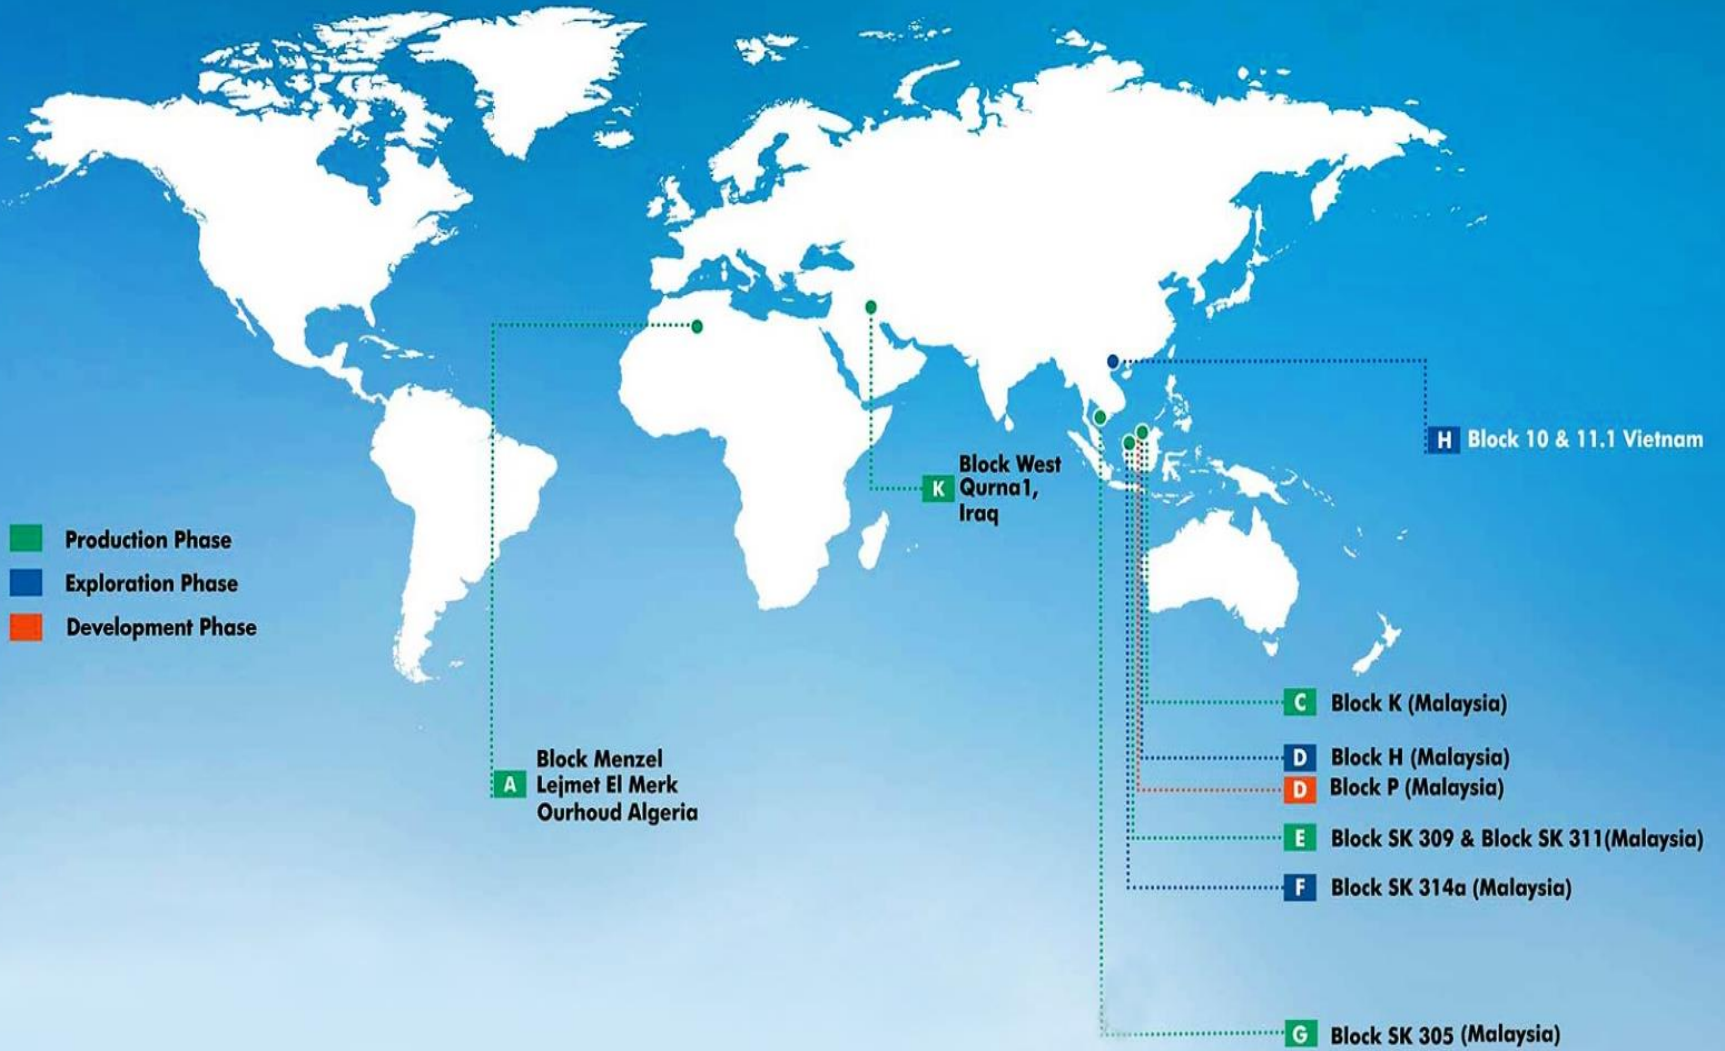 K
Block West
Qurna1,
Iraq
H Block 10 & 11.1 Vietnam
Production Phase
Exploration Phase
Development Phase
A
Block Menzel
Lejmet El Merk
Ourhoud Algeria
C Block K (Malaysia)
D Block H (Malaysia)
D Block P (Malaysia)
E Block SK 309 & Block SK 311(Malaysia)
F Block SK 314a (Malaysia)
G Block SK 305 (Malaysia)